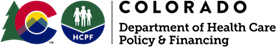 COLORADO
Department of Health Care
Policy & Financing
HCPF